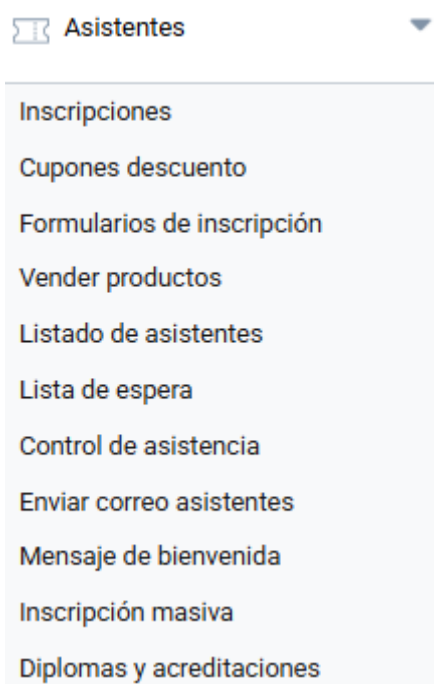 Asistentes
Inscripciones
Cupones descuento
Formularios de inscripción
Vender productos
Listado de asistentes
Lista de espera
Control de asistencia
Enviar correo asistentes
Mensaje de bienvenida
Inscripción masiva
Diplomas y acreditaciones